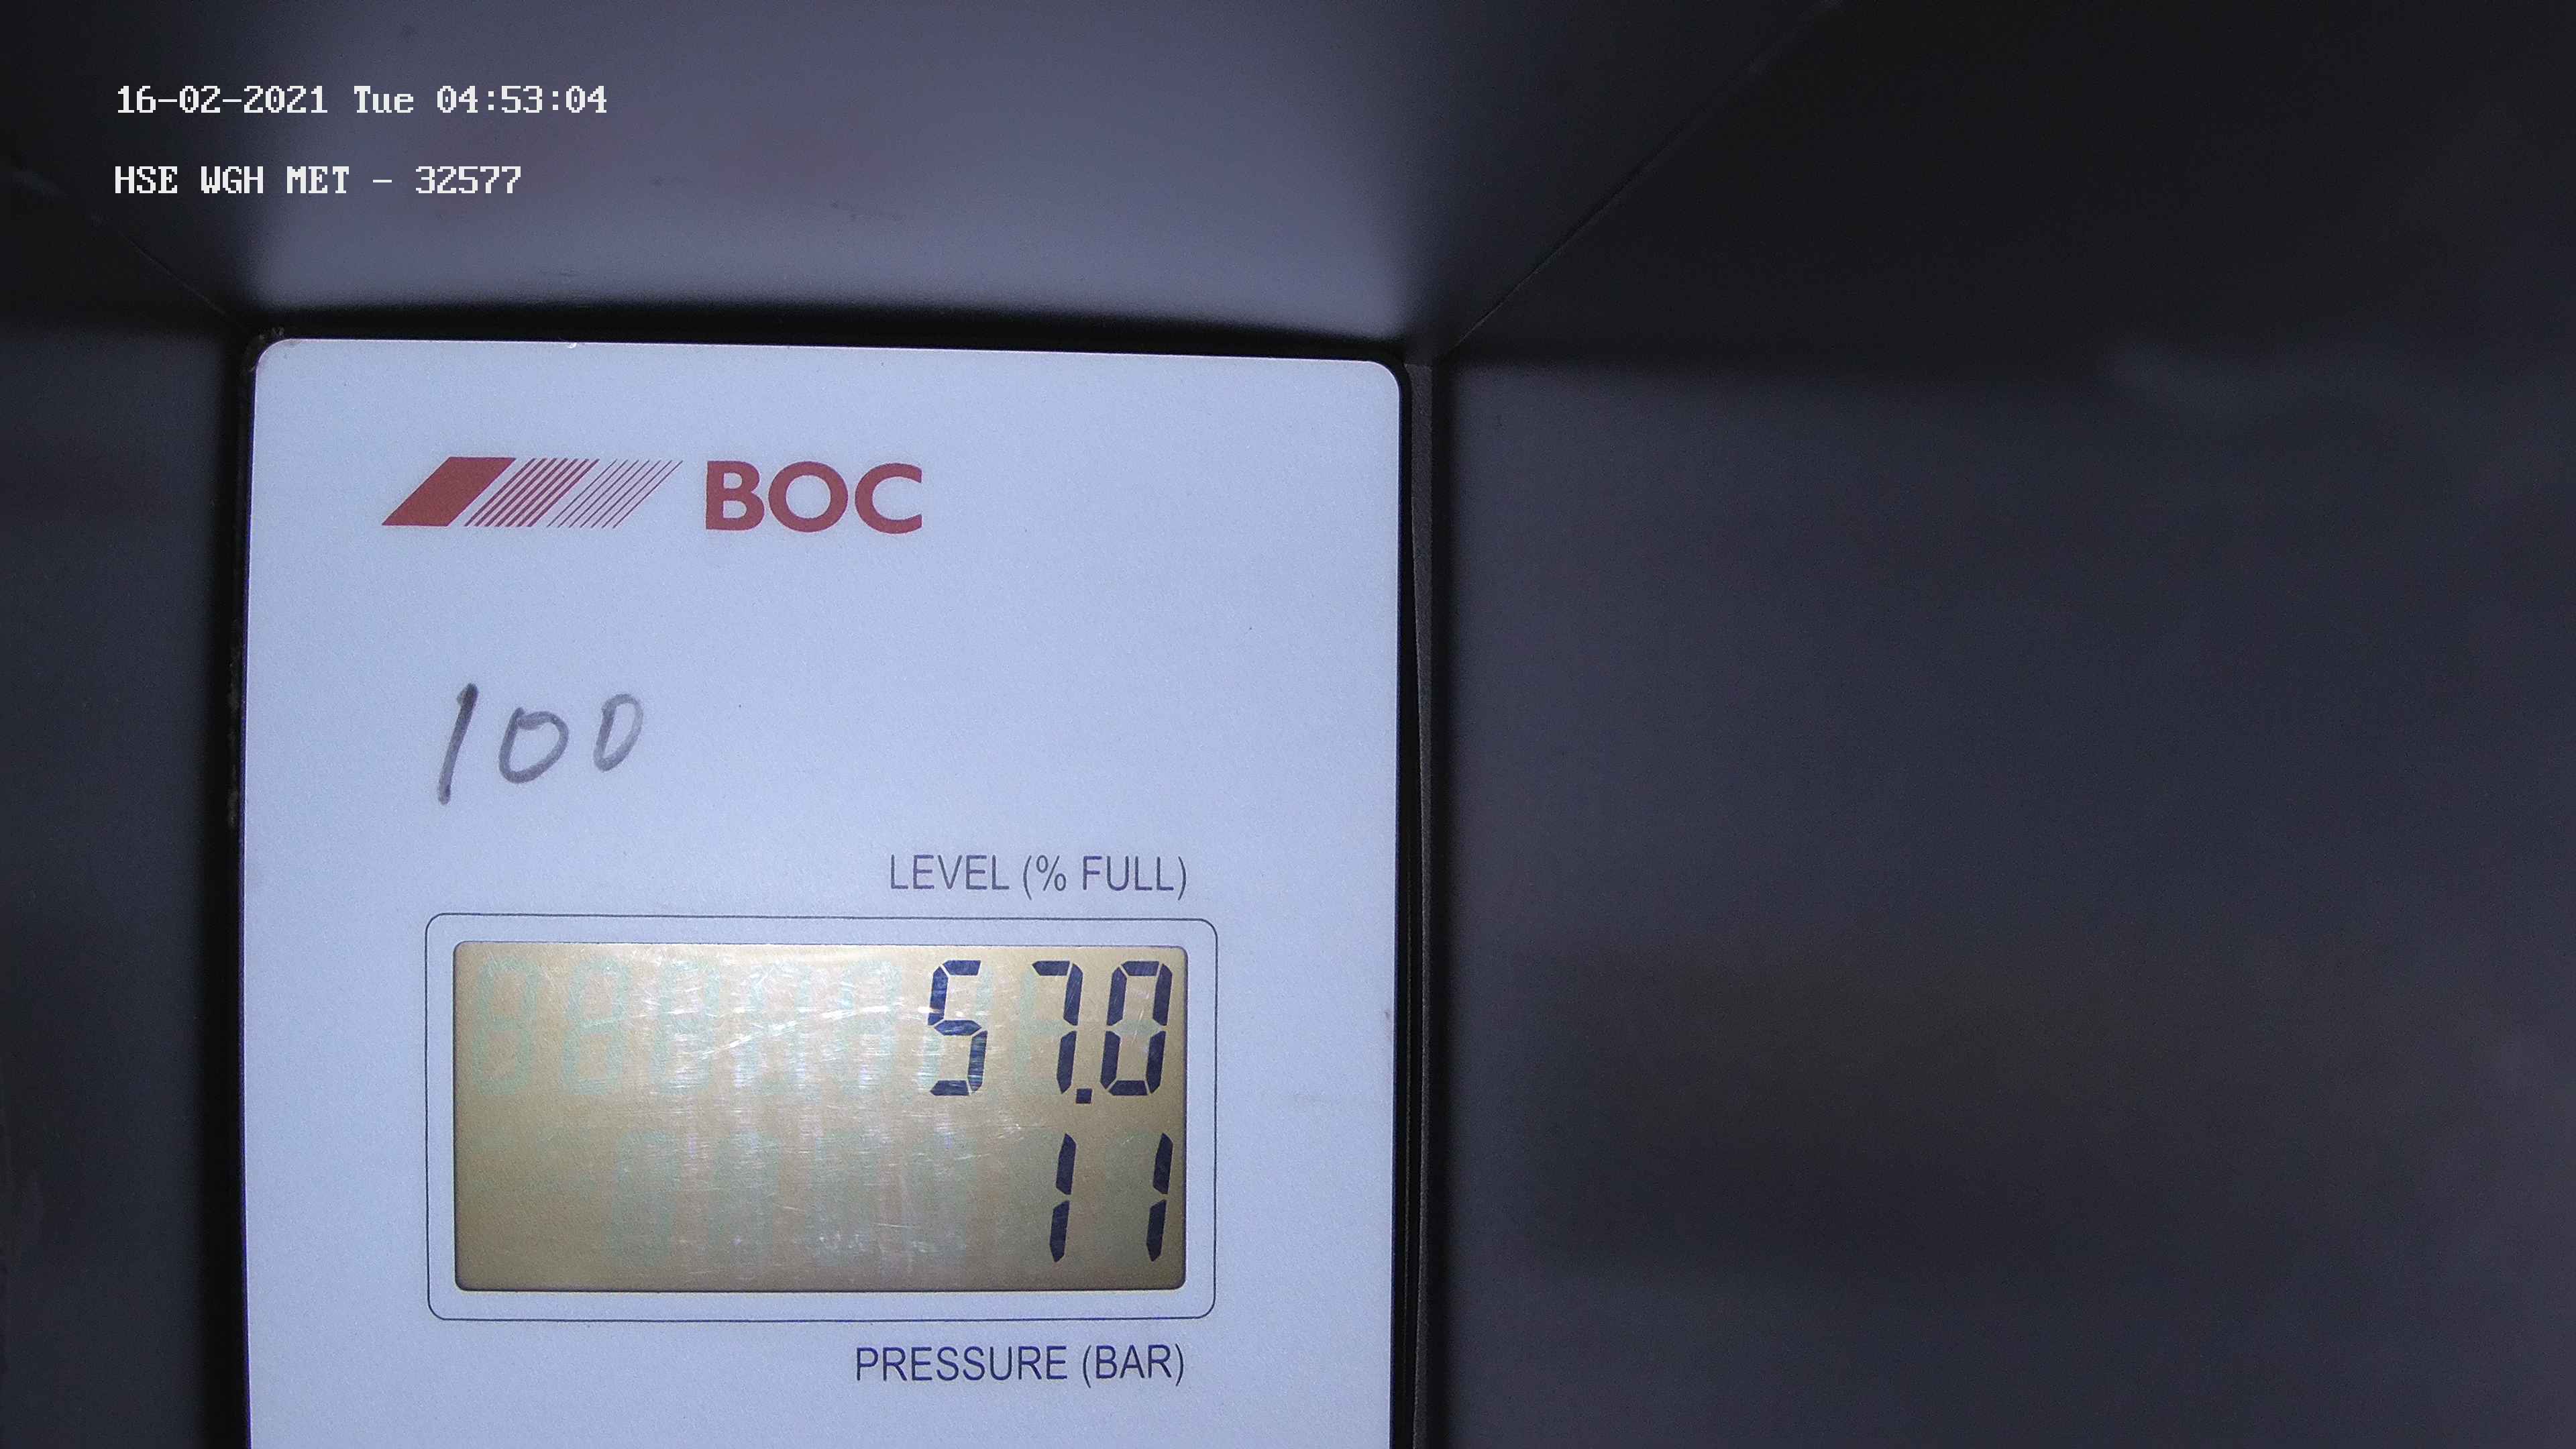 16-02-2021 Tue 04:53:04
HSE WGH MET - 32577
BOC
100
LEVEL (% FULL)
57.0
11
PRESSURE (BAR)